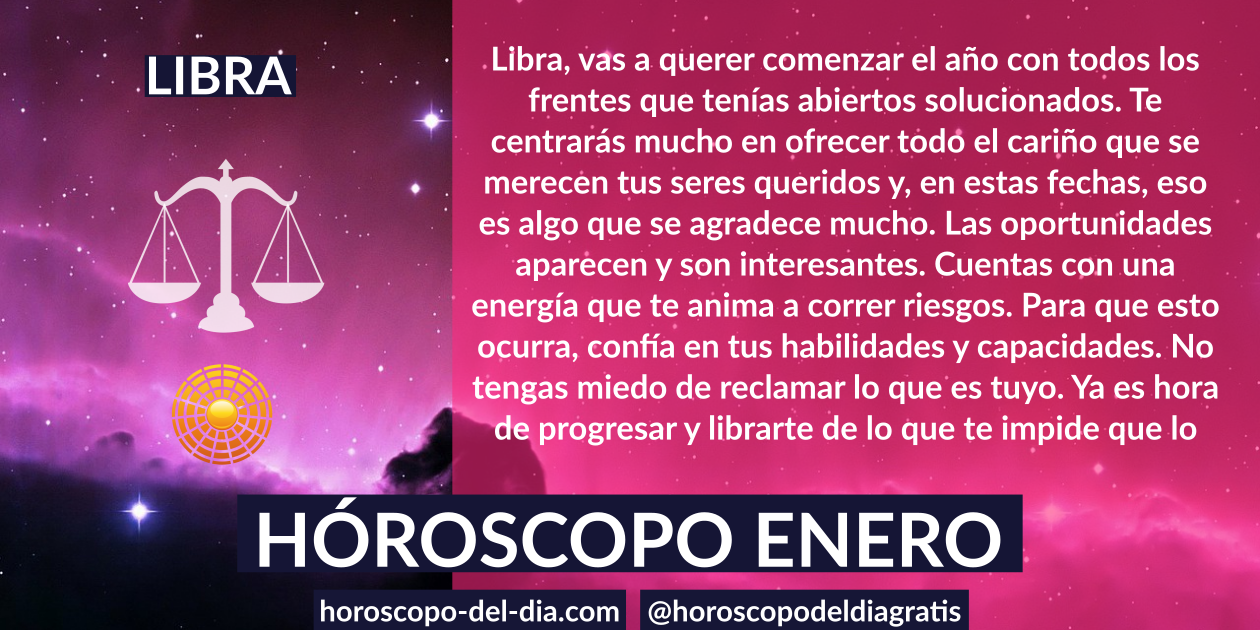 LIBRA
Libra, vas a querer comenzar el año con todos los
frentes que tenías abiertos solucionados. Te
centrarás mucho en ofrecer todo el cariño que se
merecen tus seres queridos y, en estas fechas, eso
es algo que se agradece mucho. Las oportunidades
aparecen y son interesantes. Cuentas con una
energía que te anima a correr riesgos. Para que esto
ocurra, confía en tus habilidades y capacidades. No
tengas miedo de reclamar lo que es tuyo. Ya es hora
de progresar y librarte de lo que te impide que lo
HÓROSCOPO ENERO
horoscopo-del-dia.com
@horoscopodeldiagratis